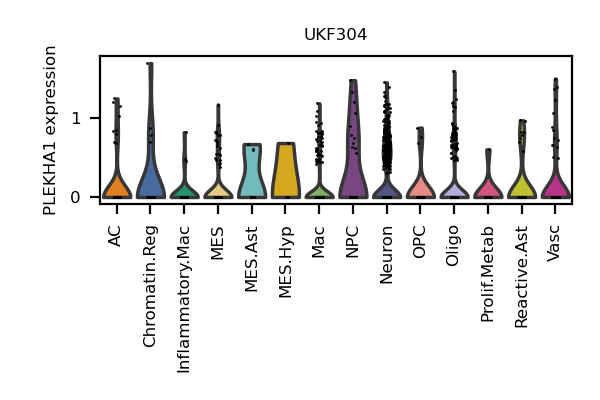 UKF304
PLEKHA1 expression
1
0
AC
Chromatin.Reg
Inflammatory.Mac
MES
MES.Ast
MES.Hyp
Mac
NPC
Neuron
OPC
Oligo
Prolif.Metab
Reactive.Ast
Vasc